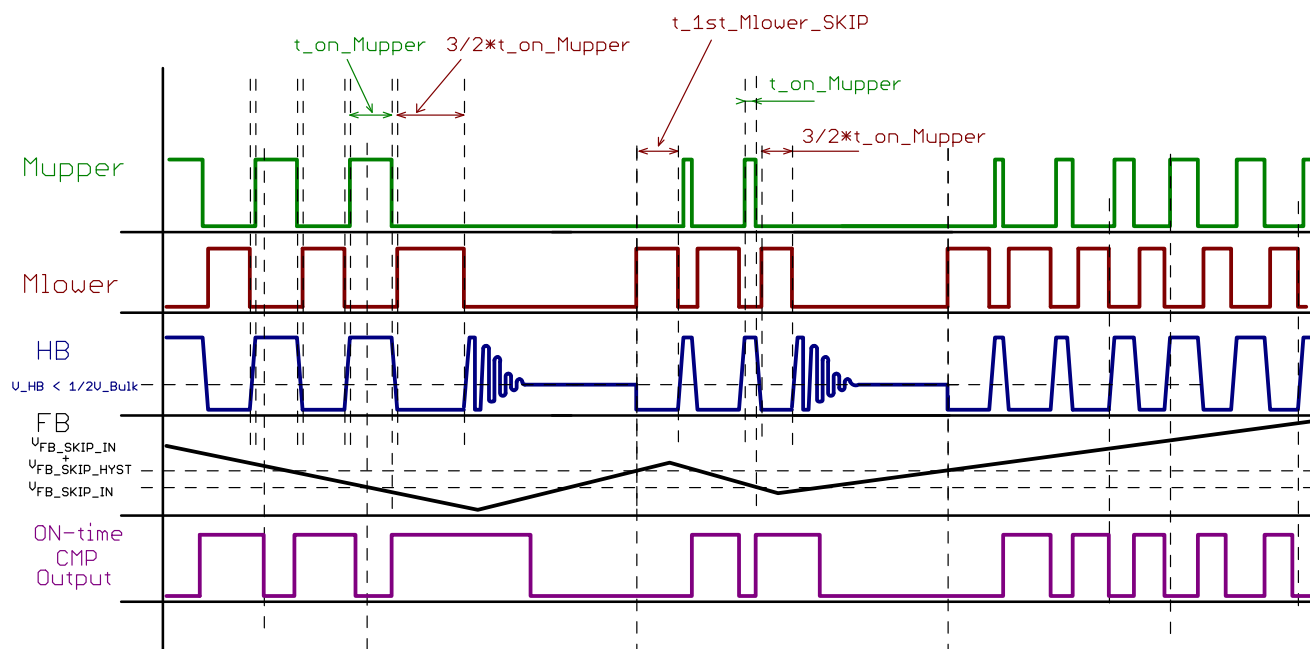 t_1st_Mlower_SKIP
t_on_Mupper
3/2*t_on_Mupper
t_on_Mupper
3/2*t_on_Mupper
Mupper
Mlower
HB
V_HB < 1/2V_Bulk
FB
VFB_SKIP_IN
+
VFB_SKIP_HYST
VFB_SKIP_IN
ON-time
CMP
Output